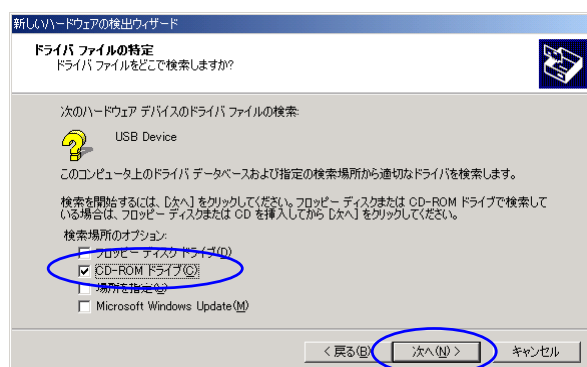 新しいハードウェアの検出ウィザード
ドライバ ファイルの特定
ドライバ ファイルをどこで検索しますか?
次のハードウェア デバイスのドライバ ファイルの検索:
USB Device
このコンピュータ上のドライバ データベースおよび指定の検索場所から適切なドライバを検索します。
検索を開始するには、[次へ] をクリックしてください。フロッピー ディスクまたは CD-ROM ドライブで検索して
いる場合は、フロッピー ディスクまたは CD を挿入してから [次へ] をクリックしてください。
検索場所のオプション:
フロッピー ディスク ドライブ(D)
CD-ROM ドライブ(C)
場所を指定(S)
Microsoft Windows Update(M)
< 戻る(B)
次へ(N) >
キャンセル